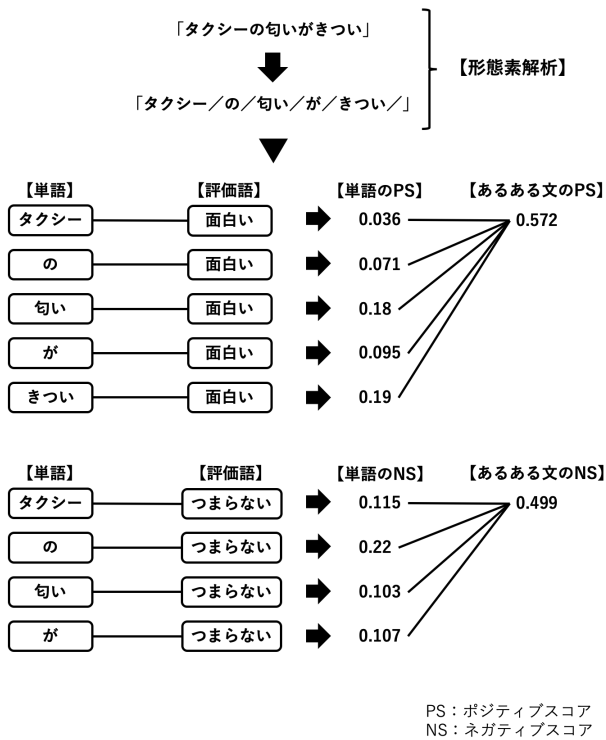 「タクシーの匂いがきつい」
【形態素解析】
「タクシー／の／匂い／が／きつい／」
【単語】 【評価語】 【単語のPS】 【あるある文のPS】
タクシー 面白い 0.036 0.572
の 面白い 0.071
匂い 面白い 0.18
が 面白い 0.095
きつい 面白い 0.19
【単語】 【評価語】 【単語のNS】 【あるある文のNS】
タクシー つまらない 0.115 0.499
の つまらない 0.22
匂い つまらない 0.103
が つまらない 0.107
PS：ポジティブスコア
NS：ネガティブスコア